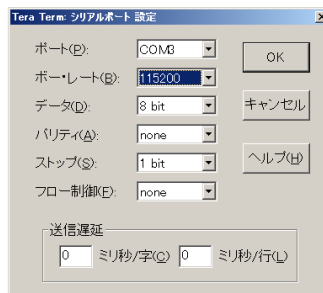 Tera Term: シリアルポート 設定
ポート(P): COM3 OK
ボー・レート(B): 115200
データ(D): 8 bit キャンセル
パリティ(A): none
ストップ(S): 1 bit ヘルプ(H)
フロー制御(F): none
送信遅延
0 ミリ秒/字(C) 0 ミリ秒/行(L)